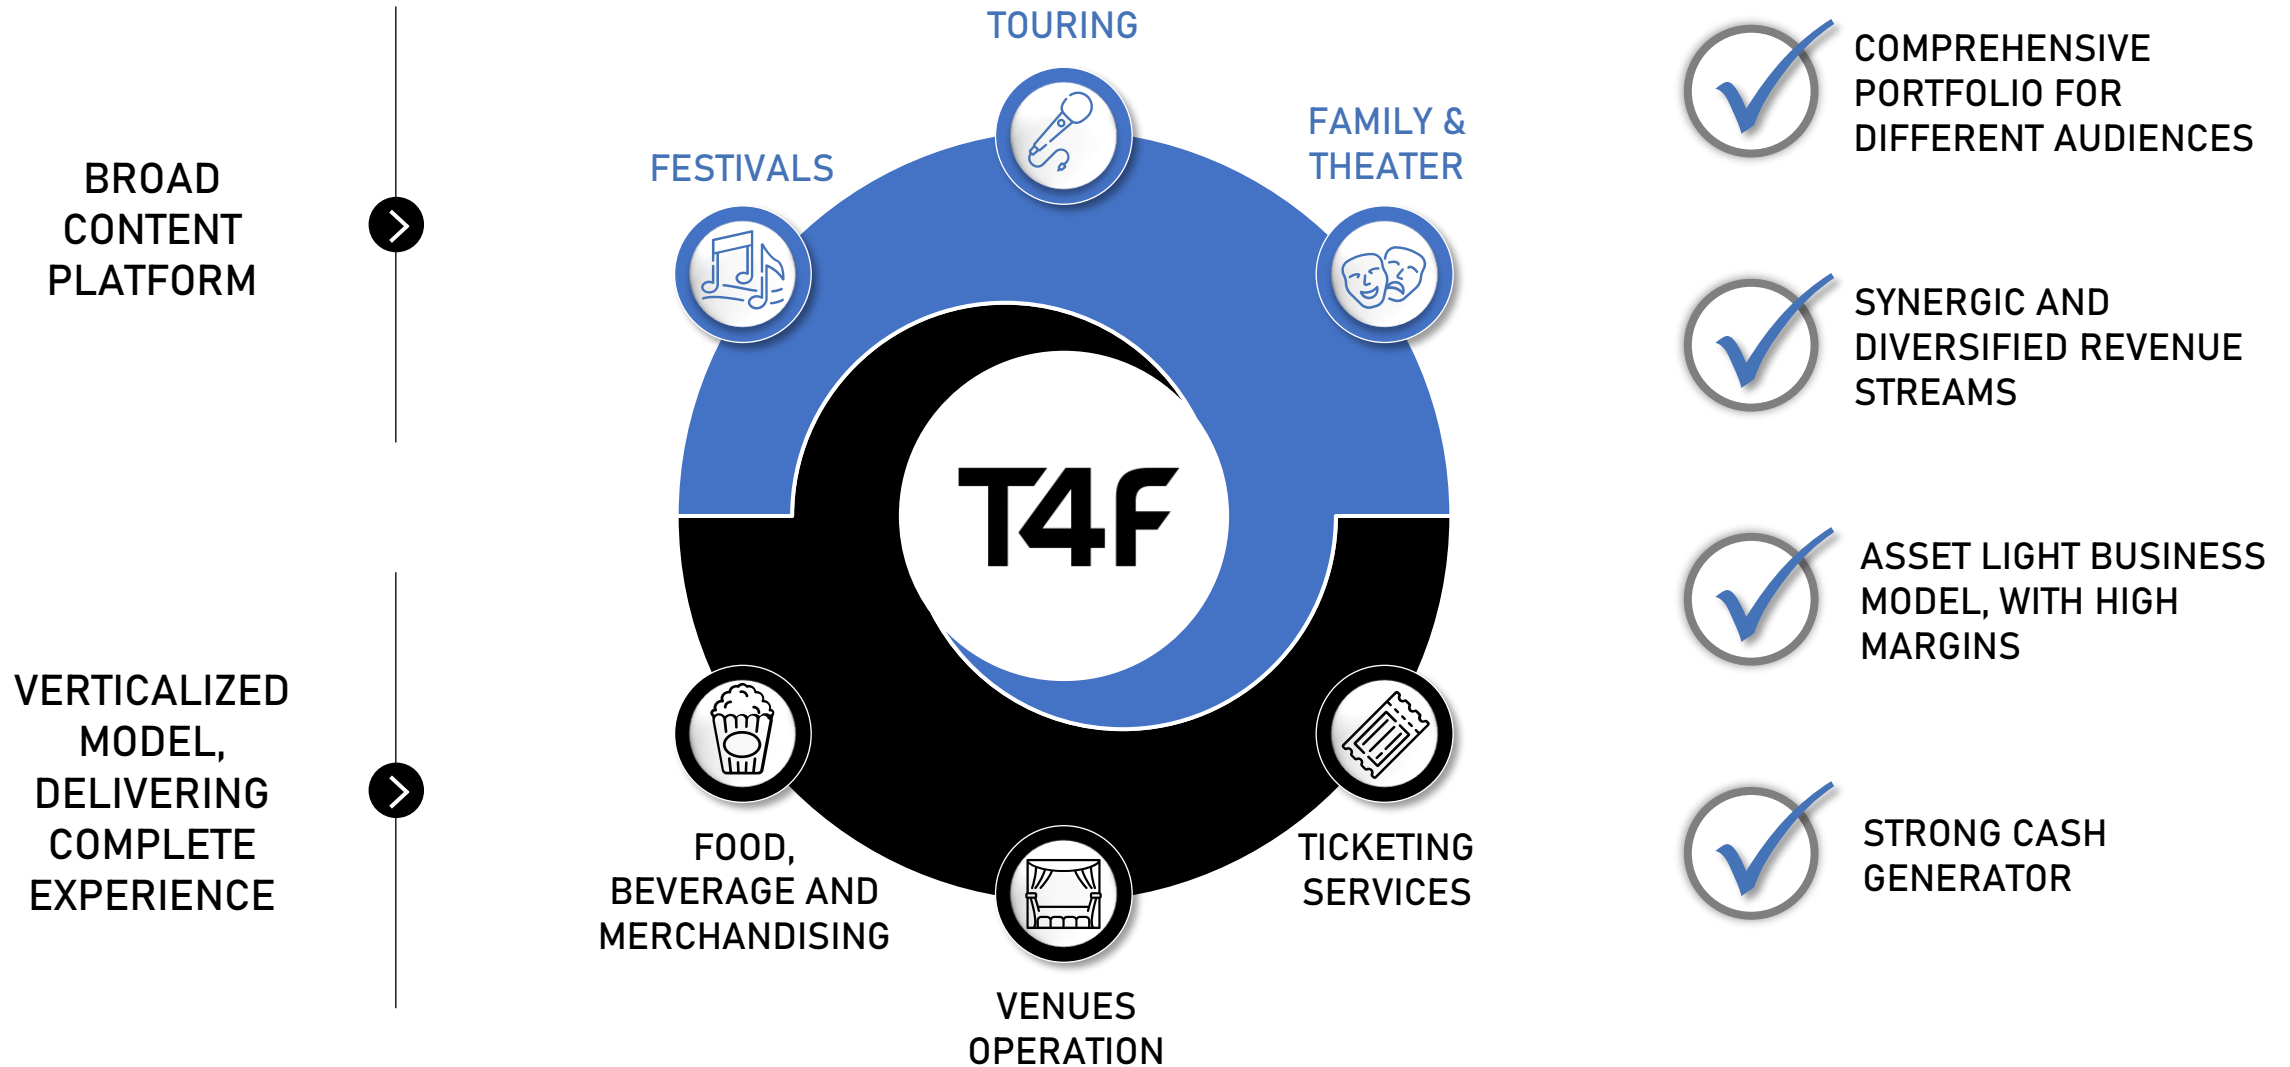 BROAD
CONTENT
PLATFORM
VERTICALIZED
MODEL,
DELIVERING
COMPLETE
EXPERIENCE
TOURING
FESTIVALS
FAMILY &
THEATER
T4F
FOOD,
BEVERAGE AND
MERCHANDISING
VENUES
OPERATION
TICKETING
SERVICES
COMPREHENSIVE
PORTFOLIO FOR
DIFFERENT AUDIENCES
SYNERGIC AND
DIVERSIFIED REVENUE
STREAMS
ASSET LIGHT BUSINESS
MODEL, WITH HIGH
MARGINS
STRONG CASH
GENERATOR